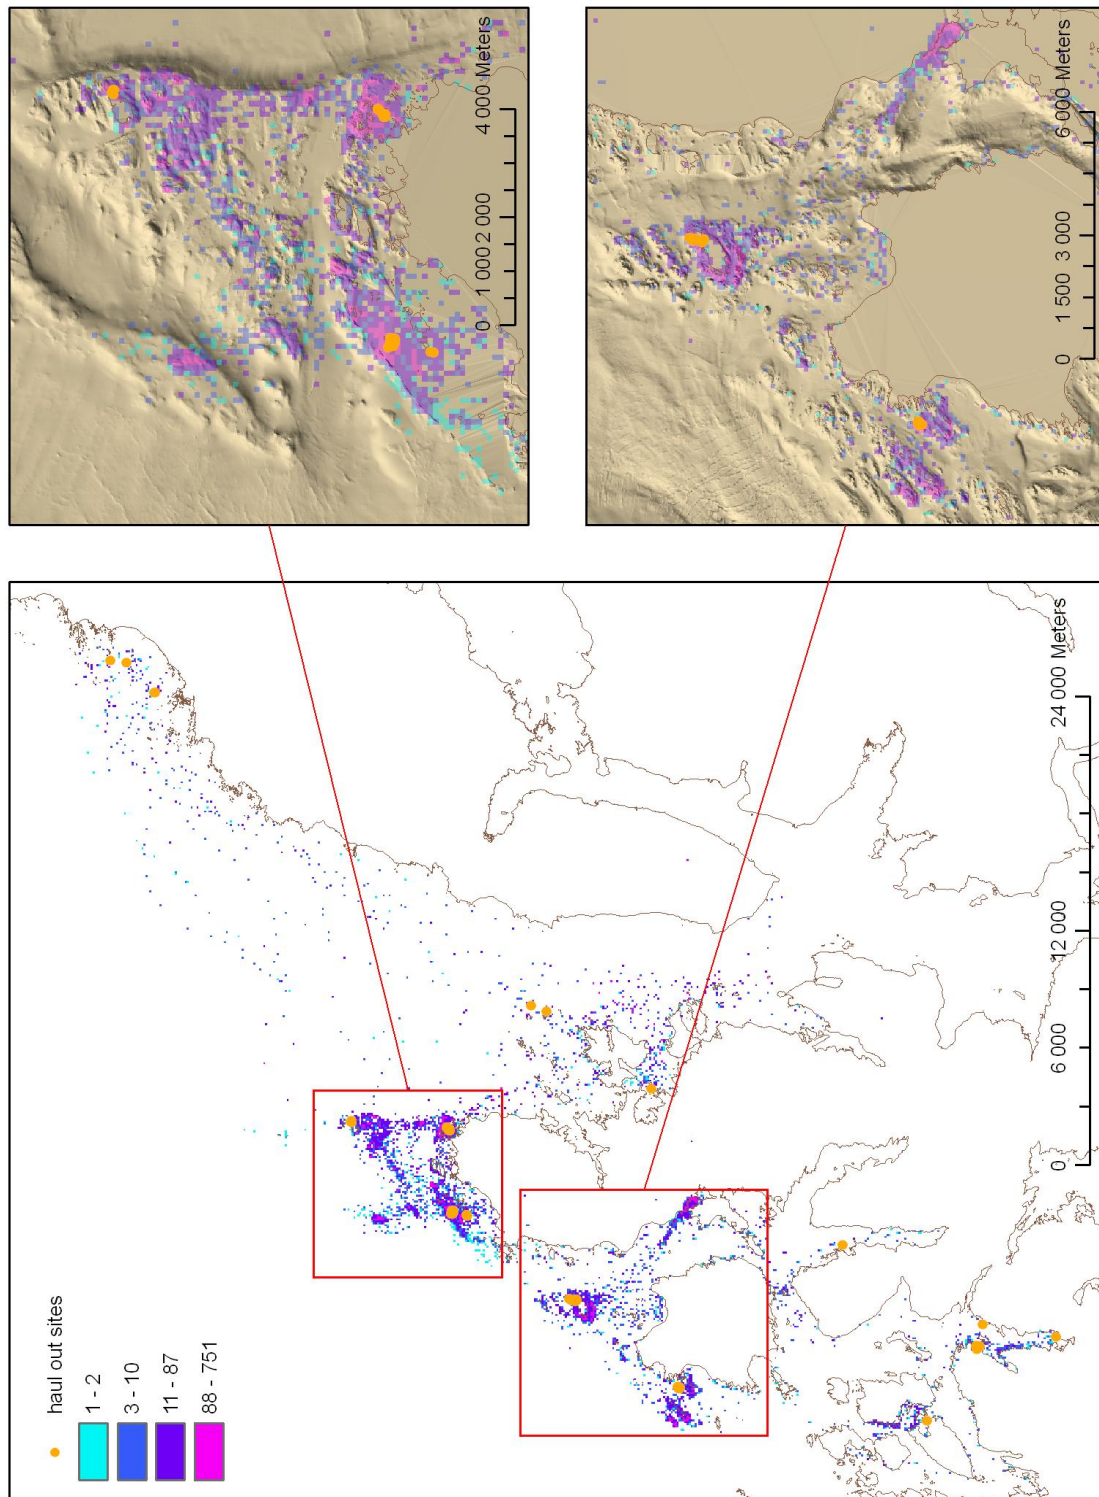 haul out sites
1 - 2
3 - 10
11 - 87
88 - 751
0 6 000 12 000 24 000 Meters
0 1 000 2 000 4 000 Meters
0 1 500 3 000 6 000 Meters